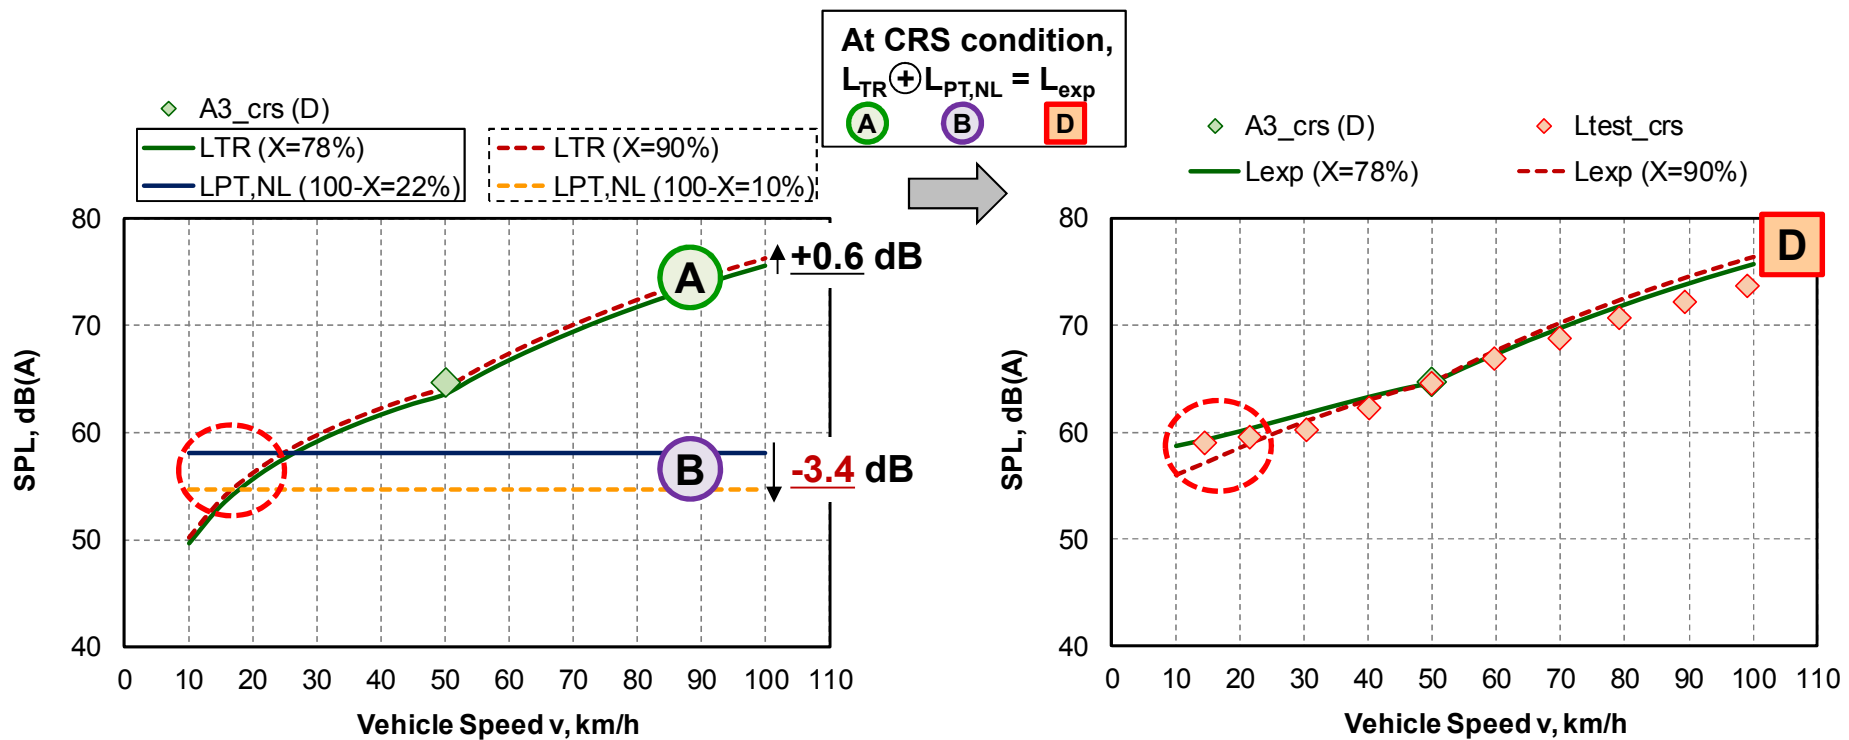 At CRS condition,
LTR⊕LPT,NL = Lexp
A B D
A3_crs (D)
LTR (X=78%)
LPT,NL (100-X=22%)
LTR (X=90%)
LPT,NL (100-X=10%)
SPL, dB(A)
80
70
60
50
40
0 10 20 30 40 50 60 70 80 90 100 110
Vehicle Speed v, km/h
A
B
+0.6 dB
-3.4 dB
A3_crs (D)
Ltest_crs
Lexp (X=78%)
Lexp (X=90%)
SPL, dB(A)
80
70
60
50
40
0 10 20 30 40 50 60 70 80 90 100 110
Vehicle Speed v, km/h
D